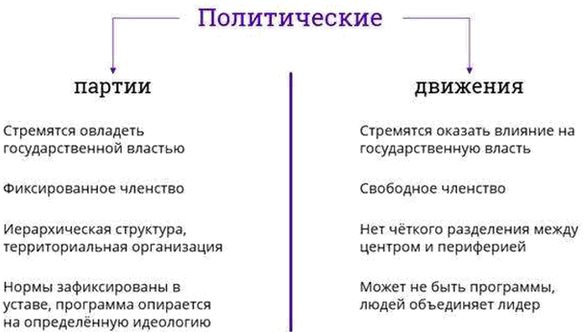 Политические
партии
Стремятся овладеть
государственной властью
Фиксированное членство
Иерархическая структура,
территориальная организация
Нормы зафиксированы в
уставе, программа опирается
на определённую идеологию
движения
Стремятся оказать влияние на
государственную власть
Свободное членство
Нет чёткого разделения между
центром и периферией
Может не быть программы,
людей объединяет лидер